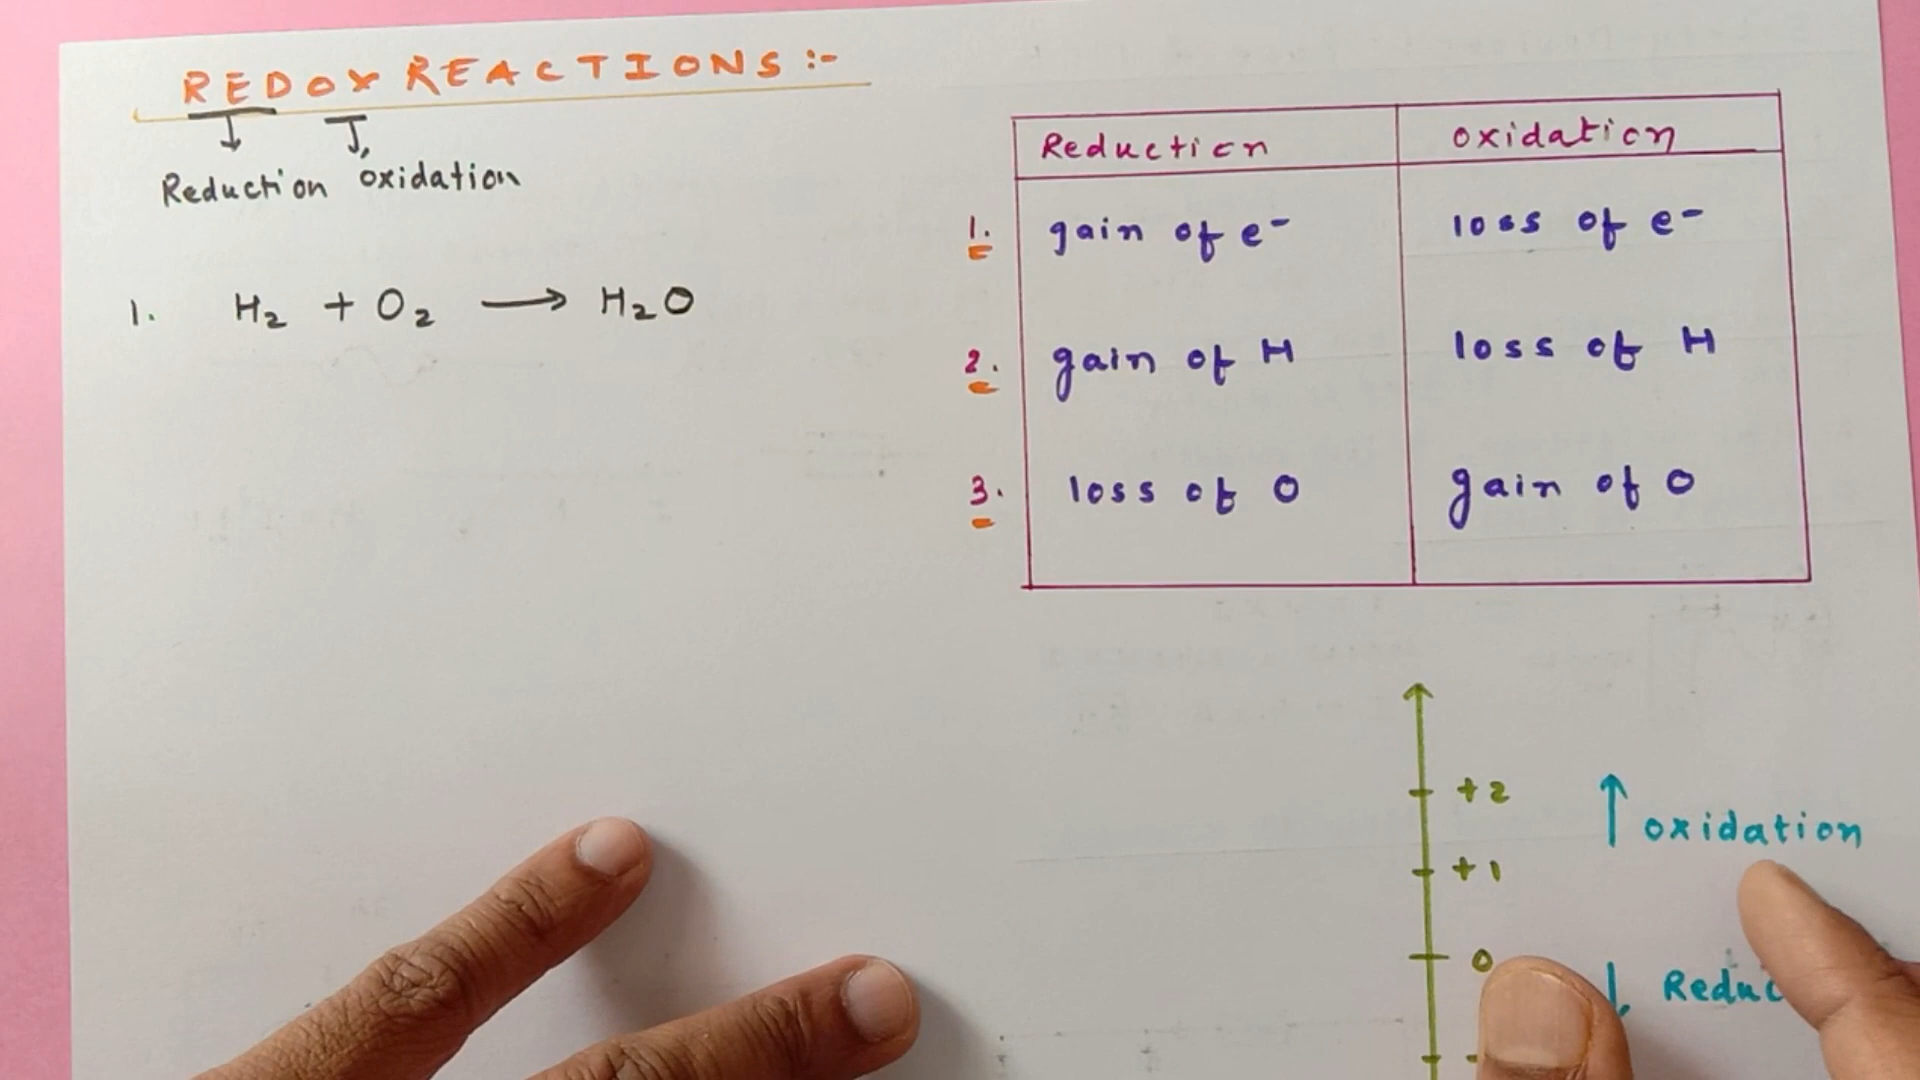 REDOX REACTIONS :-
Reduction oxidation
1. H₂ + O₂ ⟶ H₂O
Reduction oxidation
1. gain of e⁻ loss of e⁻
2. gain of H loss of H
3. loss of O gain of O
+2
↑ oxidation
+1
0
↓